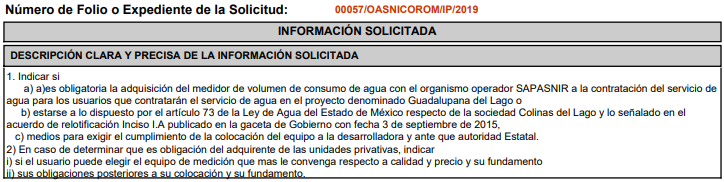 Número de Folio o Expediente de la Solicitud: 00057/OASNICOROM/IP/2019
INFORMACIÓN SOLICITADA
DESCRIPCIÓN CLARA Y PRECISA DE LA INFORMACIÓN SOLICITADA
1. Indicar si
a) a)es obligatoria la adquisición del medidor de volumen de consumo de agua con el organismo operador SAPASNIR a la contratación del servicio de
agua para los usuarios que contratarán el servicio de agua en el proyecto denominado Guadalupana del Lago o
b) estarse a lo dispuesto por el artículo 73 de la Ley de Agua del Estado de México respecto de la sociedad Colinas del Lago y lo señalado en el
acuerdo de relotificación Inciso I.A publicado en la gaceta de Gobierno con fecha 3 de septiembre de 2015,
c) medios para exigir el cumplimiento de la colocación del equipo a la desarrolladora y ante que autoridad Estatal.
2) En caso de determinar que es obligación del adquirente de las unidades privativas, indicar
i) si el usuario puede elegir el equipo de medición que mas le convenga respecto a calidad y precio y su fundamento
ii) sus obligaciones posteriores a su colocación y su fundamento.